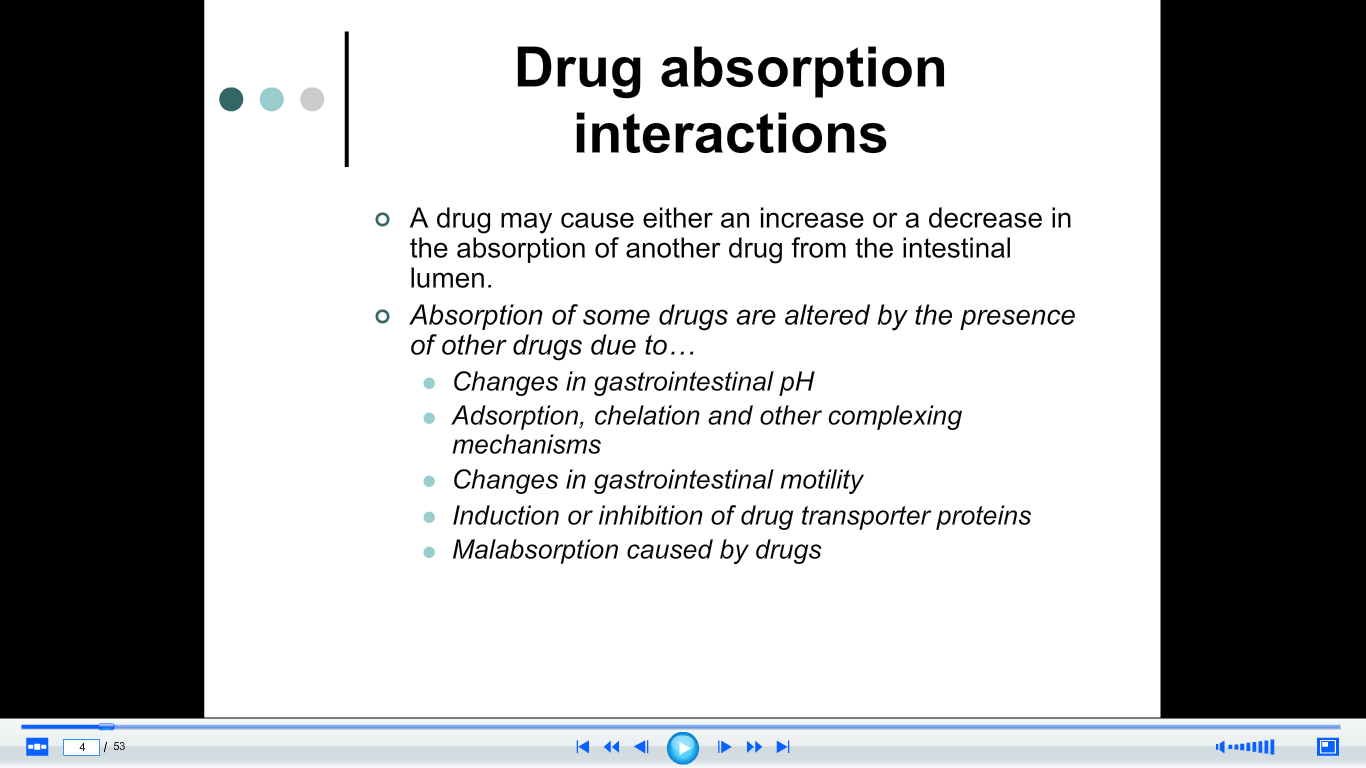 Drug absorption
interactions
A drug may cause either an increase or a decrease in
the absorption of another drug from the intestinal
lumen.
Absorption of some drugs are altered by the presence
of other drugs due to…
Changes in gastrointestinal pH
Adsorption, chelation and other complexing
mechanisms
Changes in gastrointestinal motility
Induction or inhibition of drug transporter proteins
Malabsorption caused by drugs
4 / 53